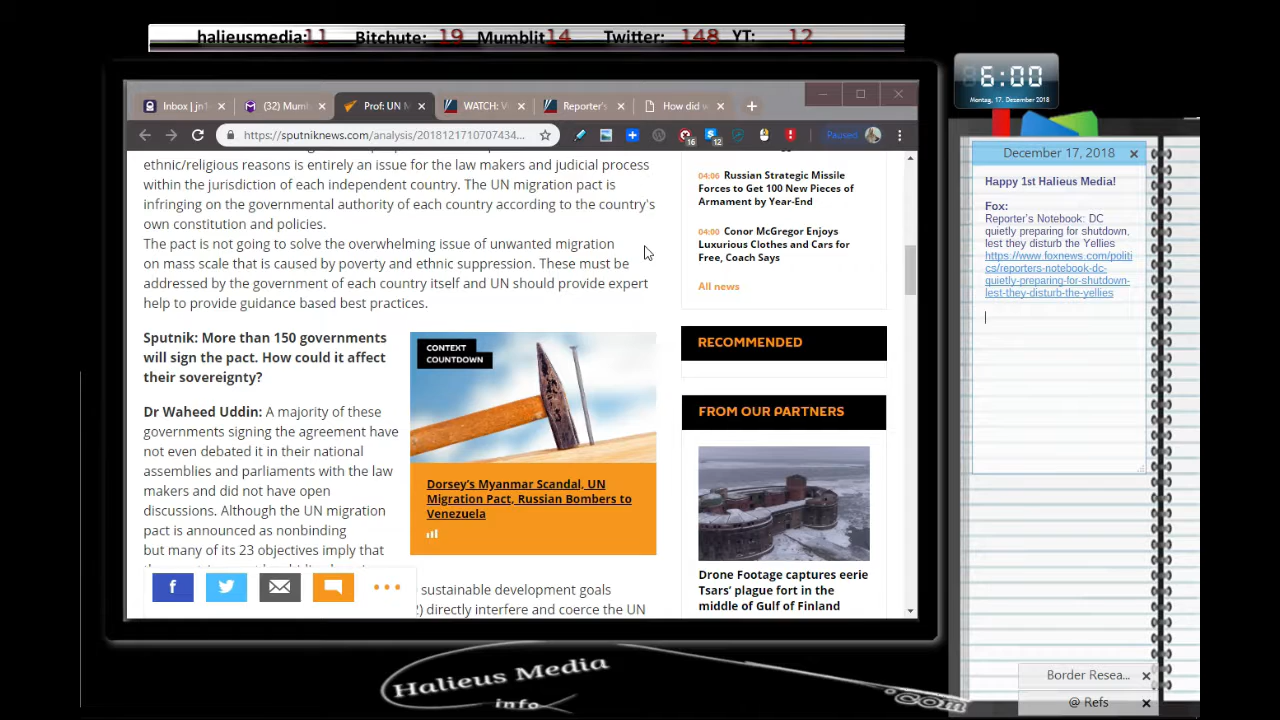 halieusmedia: 11 Bitchute: 19 Mumblit 14 Twitter: 148 YT: 12
6:00
Montag, 17. Dezember 2018
Inbox | jn1
(32) Mum
Prof: UN M
WATCH: V
Reporter's
How did w
https://sputniknews.com/analysis/201812171070743 4...
16
12
Paused
ethnic/religious reasons is entirely an issue for the law makers and judicial process
within the jurisdiction of each independent country. The UN migration pact is
infringing on the governmental authority of each country according to the country's
own constitution and policies.
The pact is not going to solve the overwhelming issue of unwanted migration
on mass scale that is caused by poverty and ethnic suppression. These must be
addressed by the government of each country itself and UN should provide expert
help to provide guidance based best practices.
Sputnik: More than 150 governments
will sign the pact. How could it affect
their sovereignty?
Dr Waheed Uddin: A majority of these
governments signing the agreement have
not even debated it in their national
assemblies and parliaments with the law
makers and did not have open
discussions. Although the UN migration
pact is announced as nonbinding
but many of its 23 objectives imply that
sustainable development goals
2) directly interfere and coerce the UN
CONTEXT
COUNTDOWN
Dorsey's Myanmar Scandal, UN
Migration Pact, Russian Bombers to
Venezuela
04:06 Russian Strategic Missile
Forces to Get 100 New Pieces of
Armament by Year-End
04:00 Conor McGregor Enjoys
Luxurious Clothes and Cars for
Free, Coach Says
All news
RECOMMENDED
FROM OUR PARTNERS
Drone Footage captures eerie
Tsars' plague fort in the
middle of Gulf of Finland
December 17, 2018
Happy 1st Halieus Media!
Fox:
Reporter's Notebook: DC
quietly preparing for shutdown,
lest they disturb the Yellies
https://www.foxnews.com/politi
cs/reporters-notebook-dc-
quietly-preparing-for-shutdown-
lest-they-disturb-the-yellies
Border Resea...
@ Refs
Halieus Media
info
.com